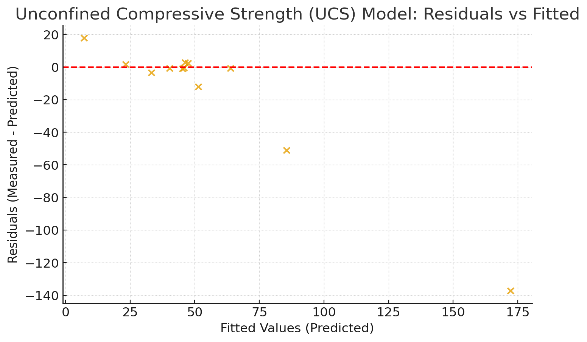 Unconfined Compressive Strength (UCS) Model: Residuals vs Fitted
Residuals (Measured - Predicted)
20
0
−20
−40
−60
−80
−100
−120
−140
0 25 50 75 100 125 150 175
Fitted Values (Predicted)